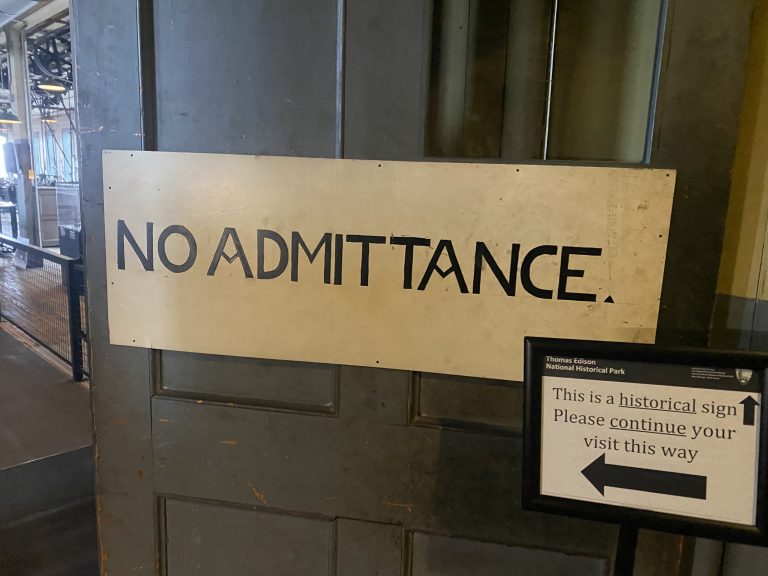 NO ADMITTANCE.
Thomas Edison
National Historical Park
This is a historical sign
Please continue your
visit this way